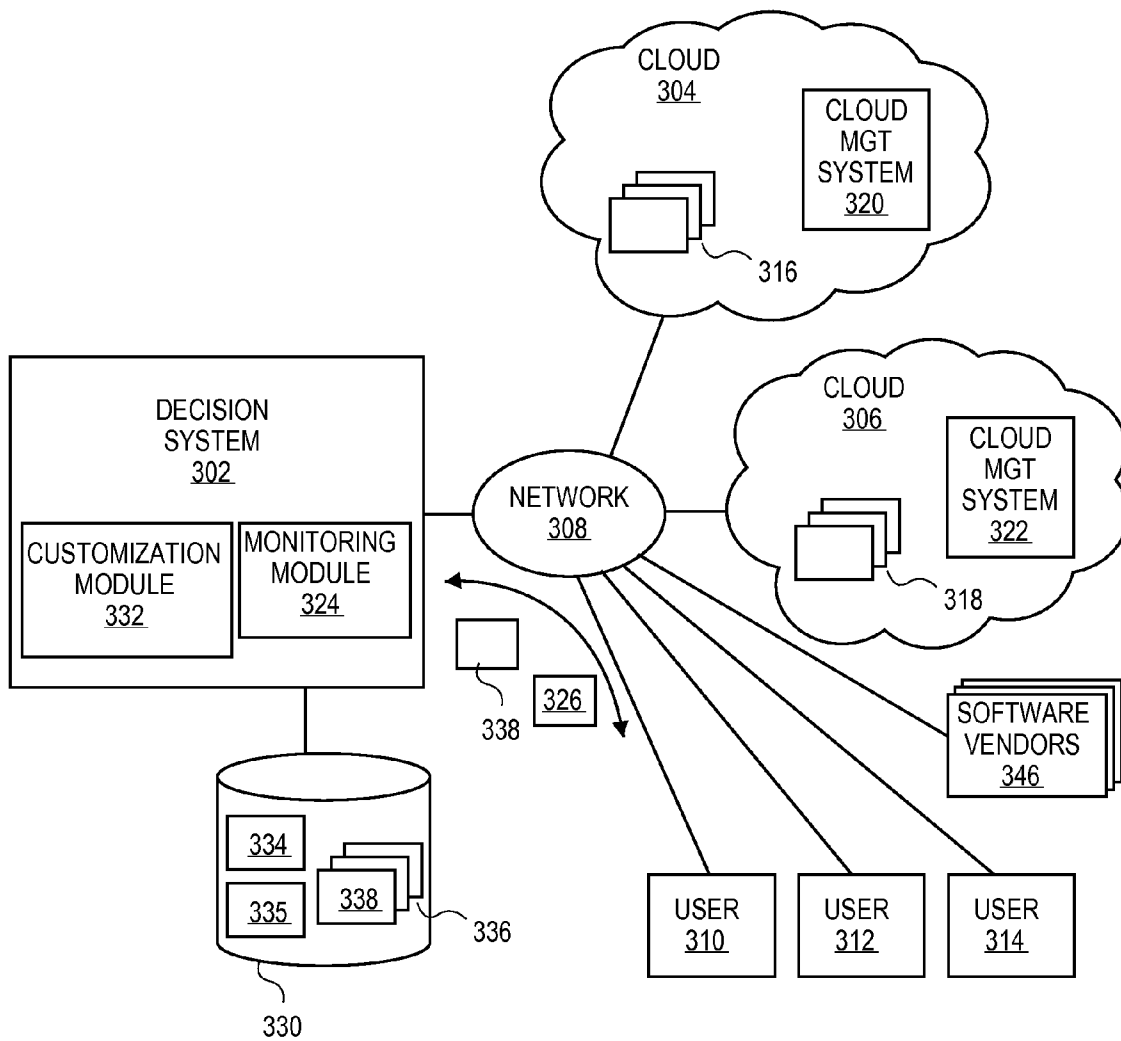 CLOUD
304
CLOUD
MGT
SYSTEM
320
316
CLOUD
306
CLOUD
MGT
SYSTEM
322
318
DECISION
SYSTEM
302
CUSTOMIZATION
MODULE
332
MONITORING
MODULE
324
NETWORK
308
338
326
SOFTWARE
VENDORS
346
334
335
338
336
330
USER
310
USER
312
USER
314